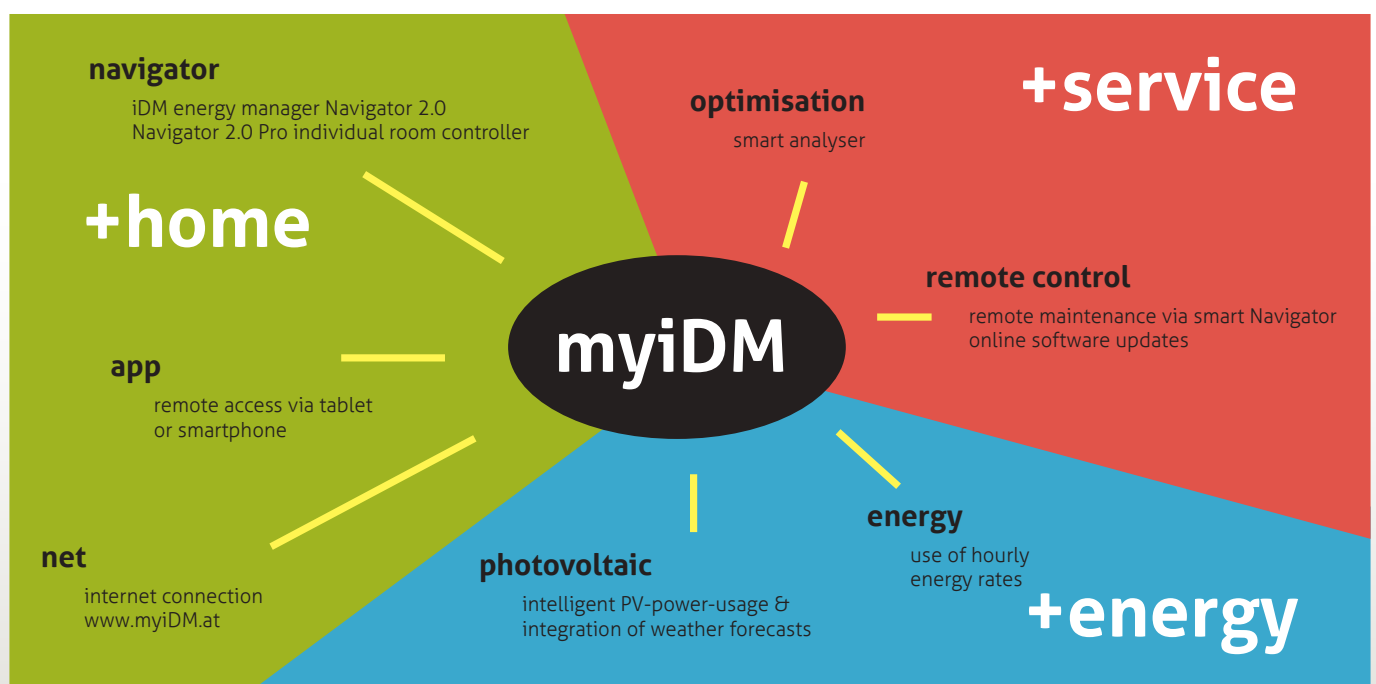 navigator
iDM energy manager Navigator 2.0
Navigator 2.0 Pro individual room controller
+home
app
remote access via tablet
or smartphone
net
internet connection
www.myiDM.at
myiDM
optimisation
smart analyser
+service
remote control
remote maintenance via smart Navigator
online software updates
photovoltaic
intelligent PV-power-usage &
integration of weather forecasts
energy
use of hourly
energy rates
+energy